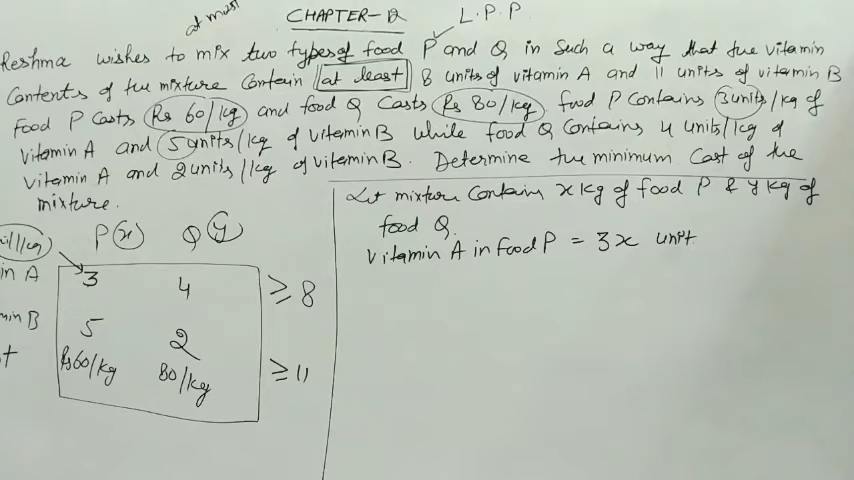 at most
CHAPTER-12
L.P.P
Reshma wishes to mix two types of food P and Q in such a way that the vitamin
contents of the mixture contain at least 8 units of vitamin A and 11 units of vitamin B
Food P costs Rs 60/kg and food Q costs Rs 80/kg. Food P contains 3units/kg of
vitamin A and 5units/kg of vitamin B while food Q contains 4 units/kg of
vitamin A and 2units/kg of vitamin B. Determine the minimum cost of the
mixture.
Let mixture contains x kg of food P & y kg of
food Q.
vitamin A in food P = 3x unit
P(x) Q(y)
in A 3 4 ≥ 8
min B 5 2 ≥ 11
t Rs60/kg 80/kg